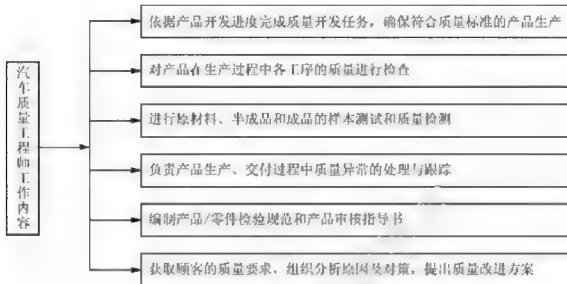 汽车质量工程师工作内容
依据产品开发进度完成质量开发任务，确保符合质量标准的产品生产
对产品在生产过程中各工序的质量进行检查
进行原材料、半成品和成品的样本测试和质量检测
负责产品生产、交付过程中质量异常的处理与跟踪
编制产品/零件检验规范和产品审核指导书
获取顾客的质量要求，组织分析原因及对策，提出质量改进方案